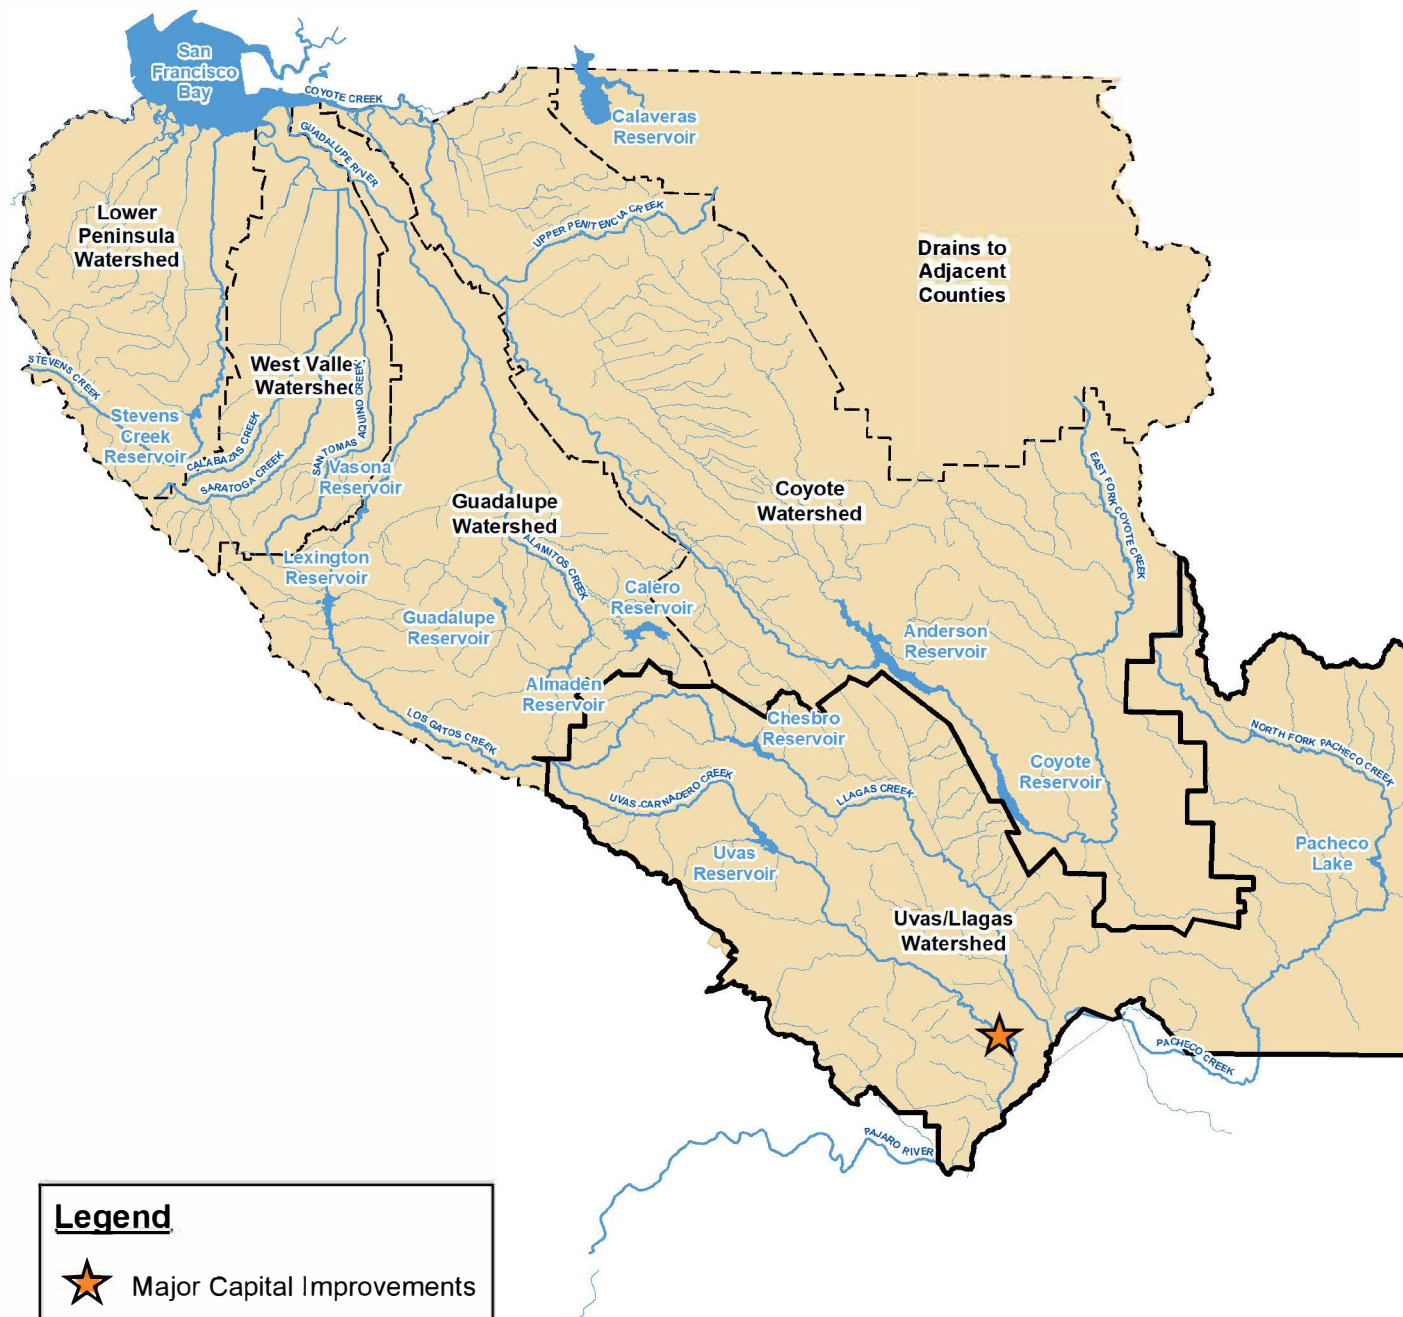 San
Francisco
Bay
COYOTE CREEK
Calaveras
Reservoir
GUADALUPE RIVER
Lower
Peninsula
Watershed
UPPER PENITENCIA CREEK
Drains to
Adjacent
Counties
STEVENS CREEK
West Valle
Watershed
SAN TOMAS AQUINO CREEK
Stevens
Creek
Reservoir
CALABAZAS CREEK
SARATOGA CREEK
Vasona
Reservoir
Guadalupe
Watershed
Coyote
Watershed
EAST FORK COYOTE CREEK
ALAMITOS CREEK
Lexington
Reservoir
Calero
Reservoir
Guadalupe
Reservoir
Anderson
Reservoir
Almaden
Reservoir
LOS GATOS CREEK
Chesbro
Reservoir
NORTH FORK PACHECO CREEK
Coyote
Reservoir
UVAS-CARNADERO CREEK
LLAGAS CREEK
Uvas
Reservoir
Pacheco
Lake
Uvas/Llagas
Watershed
PACHECO CREEK
PAJARO RIVER
Legend
Major Capital Improvements